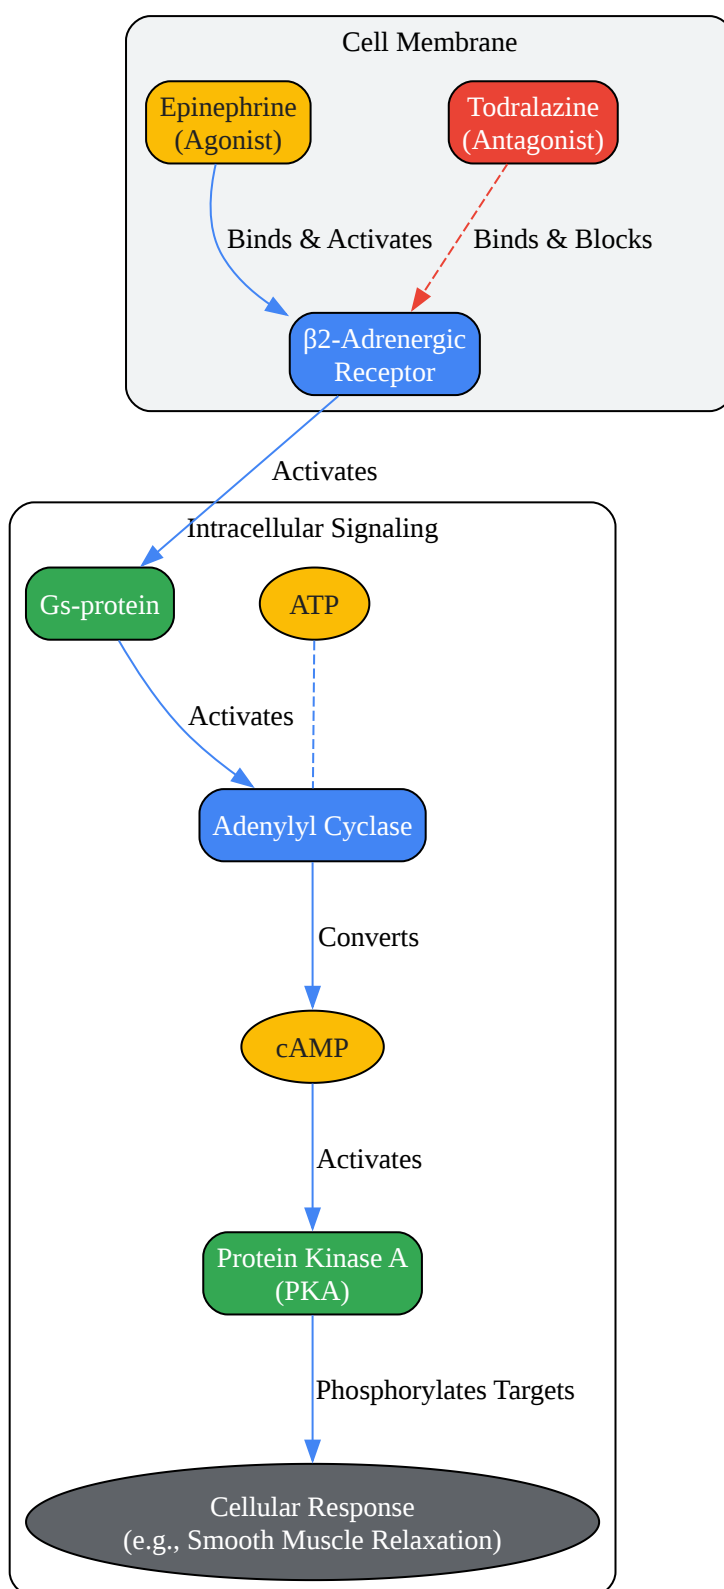 Cell Membrane
Epinephrine
(Agonist)
Todralazine
(Antagonist)
Binds & Activates
Binds & Blocks
β2-Adrenergic
Receptor
Activates
Intracellular Signaling
Gs-protein
ATP
Activates
Adenylyl Cyclase
Converts
cAMP
Activates
Protein Kinase A
(PKA)
Phosphorylates Targets
Cellular Response
(e.g., Smooth Muscle Relaxation)